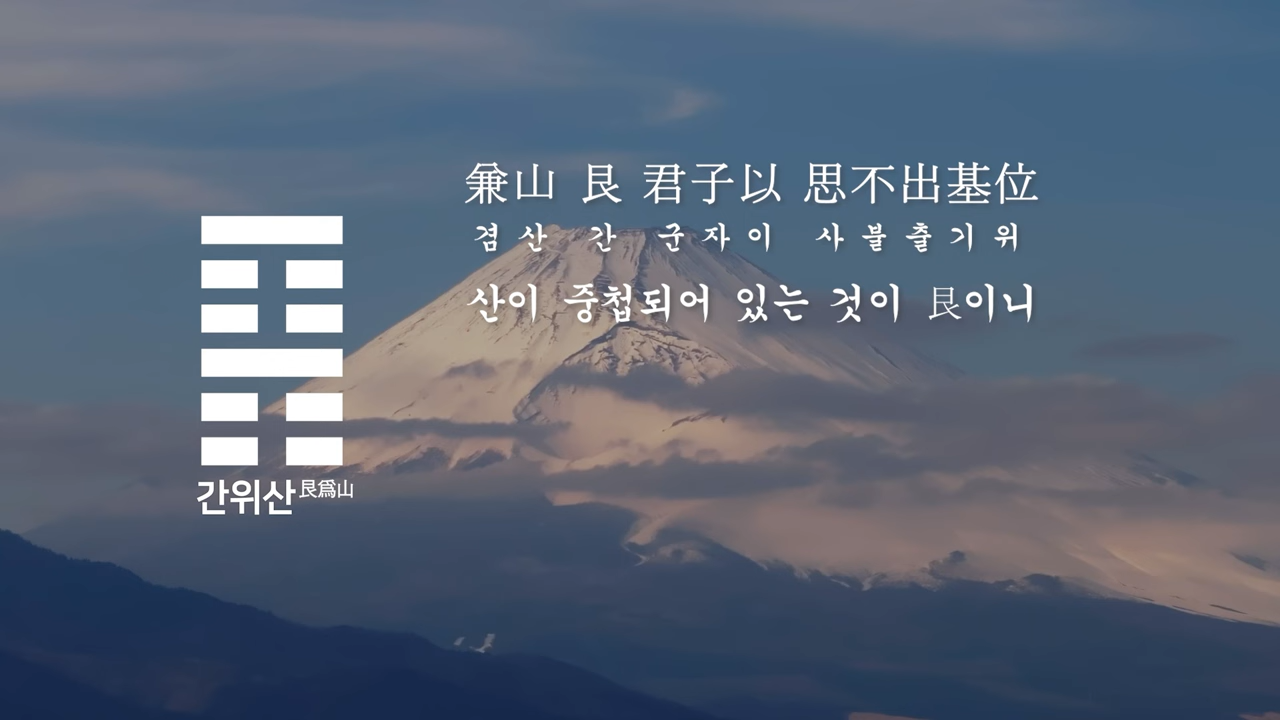 兼山 艮 君子以 思不出基位
겸산 간 군자이 사불출기위
산이 중첩되어 있는 것이 艮이니
간위산艮爲山